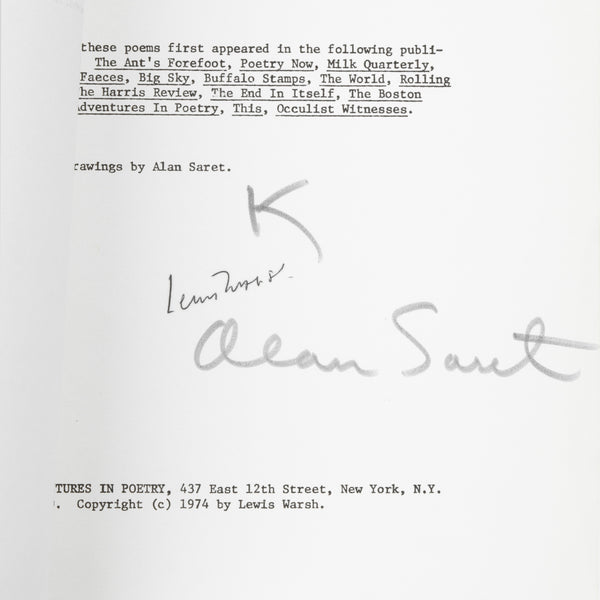 these poems first appeared in the following publi-
The Ant's Forefoot, Poetry Now, Milk Quarterly,
Faeces, Big Sky, Buffalo Stamps, The World, Rolling
he Harris Review, The End In Itself, The Boston
dventures In Poetry, This, Occulist Witnesses.
rawings by Alan Saret.
K
Lewis Warsh
Alan Saret
TURES IN POETRY, 437 East 12th Street, New York, N.Y.
. Copyright (c) 1974 by Lewis Warsh.